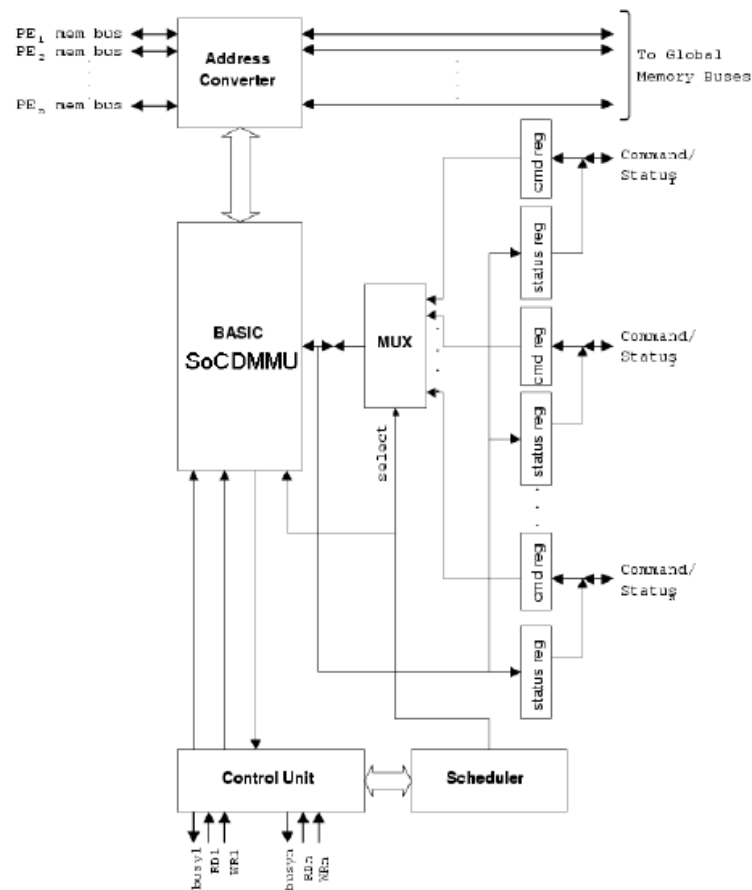 PE1 mem bus
PE2 mem bus
PEn mem bus
Address
Converter
To Global
Memory Buses
cmd reg
Command/
Status1
status reg
BASIC
SoCDMMU
MUX
cmd reg
Command/
Status2
status reg
select
cmd reg
Command/
Statusn
status reg
Control Unit
Scheduler
busy1
RD1
WR1
busyn
RDn
WRn